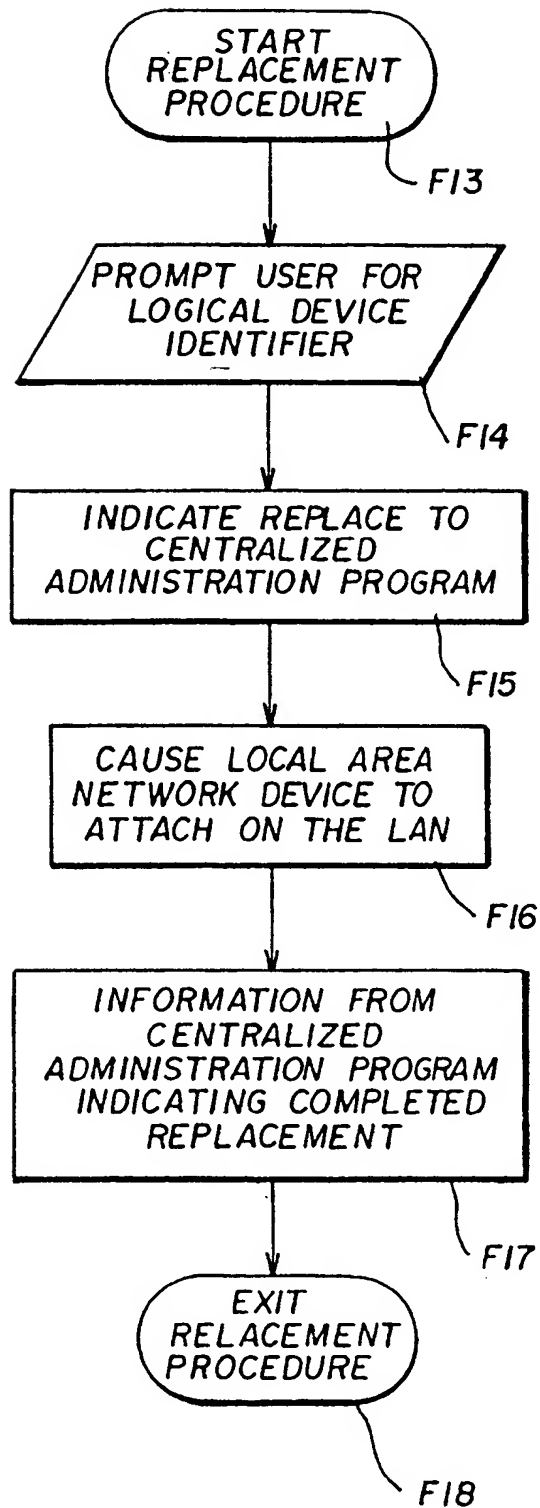 START
REPLACEMENT
PROCEDURE
F13
PROMPT USER FOR
LOGICAL DEVICE
IDENTIFIER
F14
INDICATE REPLACE TO
CENTRALIZED
ADMINISTRATION PROGRAM
F15
CAUSE LOCAL AREA
NETWORK DEVICE TO
ATTACH ON THE LAN
F16
INFORMATION FROM
CENTRALIZED
ADMINISTRATION PROGRAM
INDICATING COMPLETED
REPLACEMENT
F17
EXIT
RELACEMENT
PROCEDURE
F18